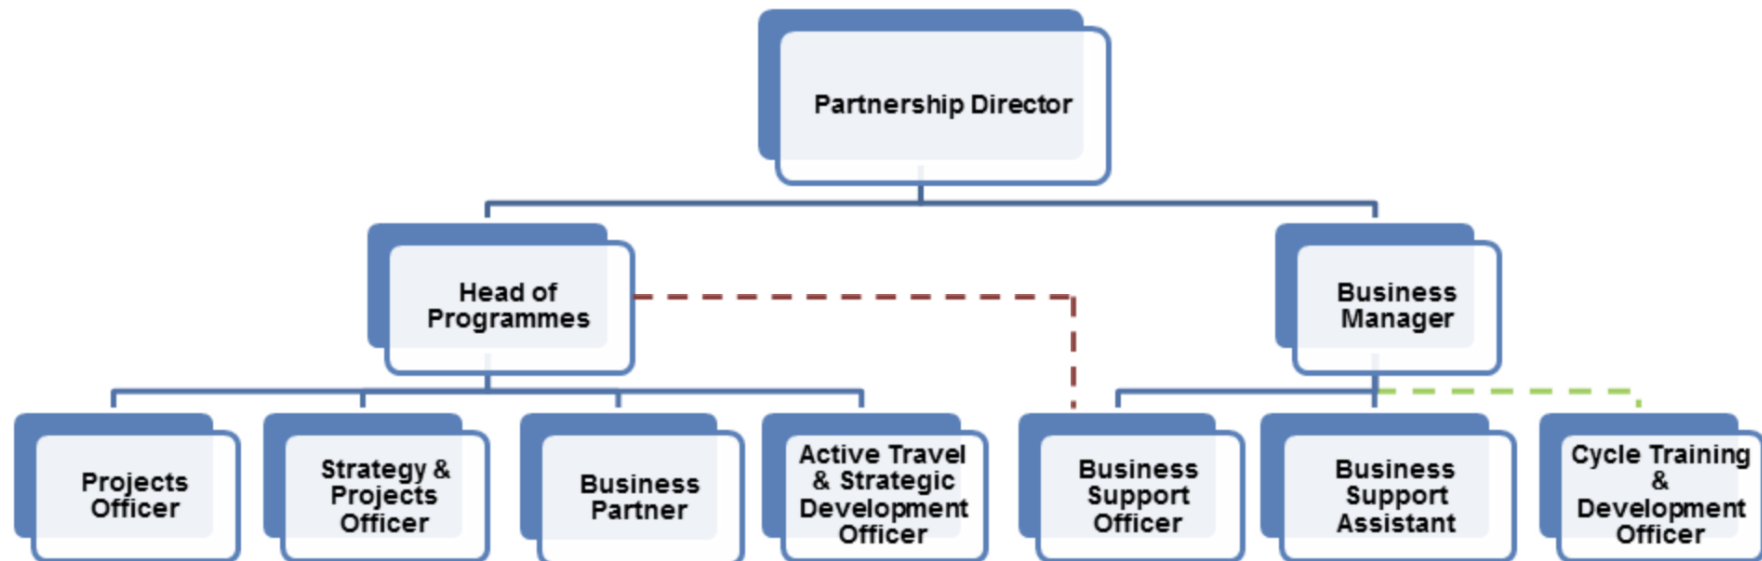 Partnership Director
Head of
Programmes
Business
Manager
Projects
Officer
Strategy &
Projects
Officer
Business
Partner
Active Travel
& Strategic
Development
Officer
Business
Support
Officer
Business
Support
Assistant
Cycle Training
&
Development
Officer